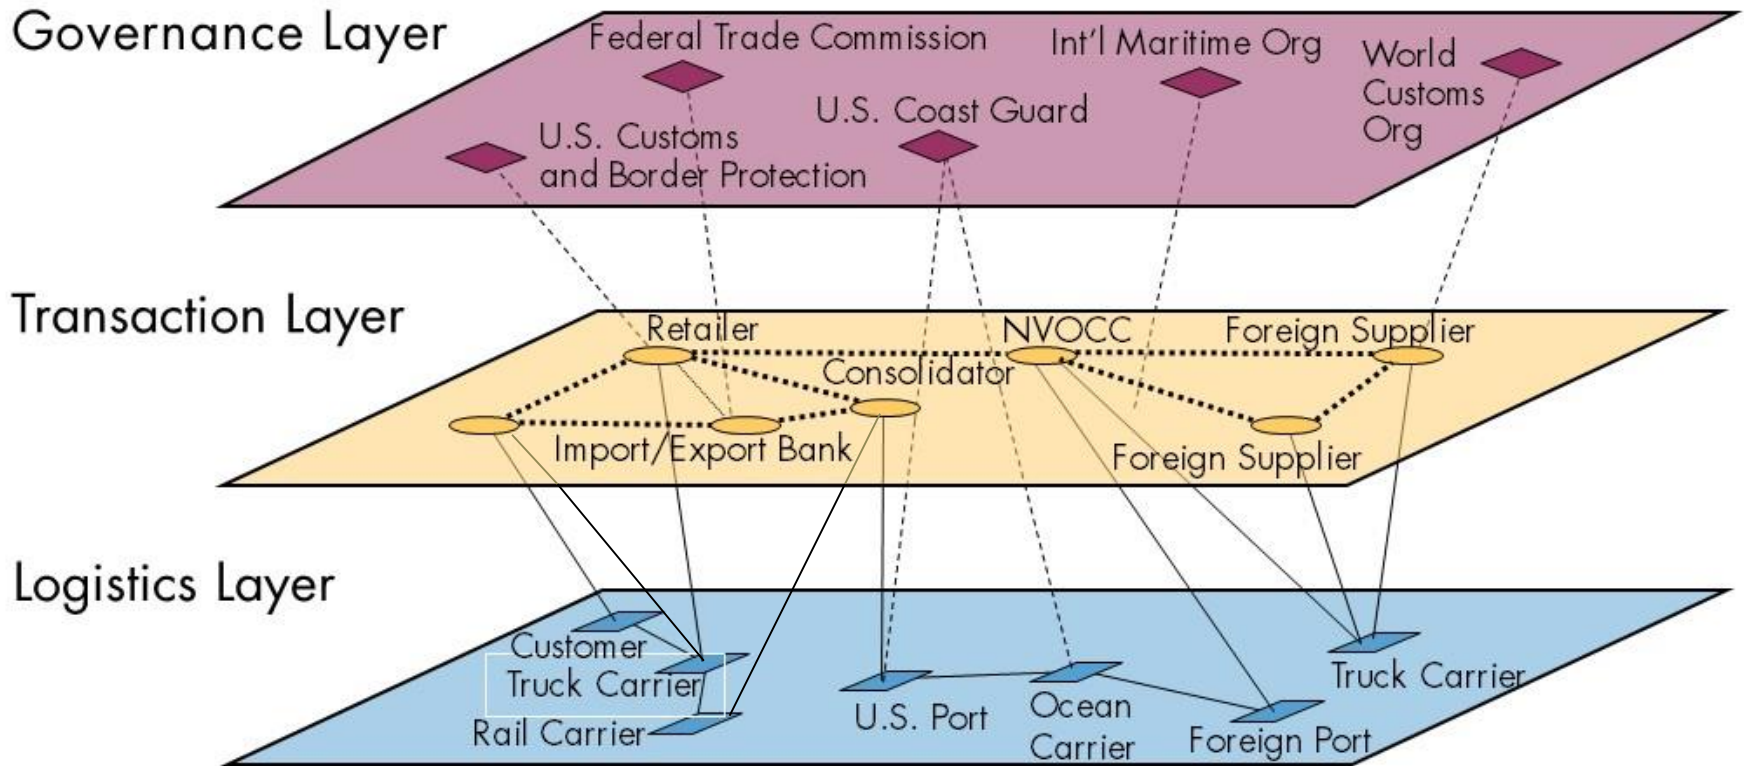 Governance Layer
Federal Trade Commission
Int'l Maritime Org
World
Customs
Org
U.S. Coast Guard
U.S. Customs
and Border Protection
Transaction Layer
Retailer
NVOCC
Foreign Supplier
Consolidator
Import/Export Bank
Foreign Supplier
Logistics Layer
Customer
Truck Carrier
Rail Carrier
U.S. Port
Ocean
Carrier
Foreign Port
Truck Carrier